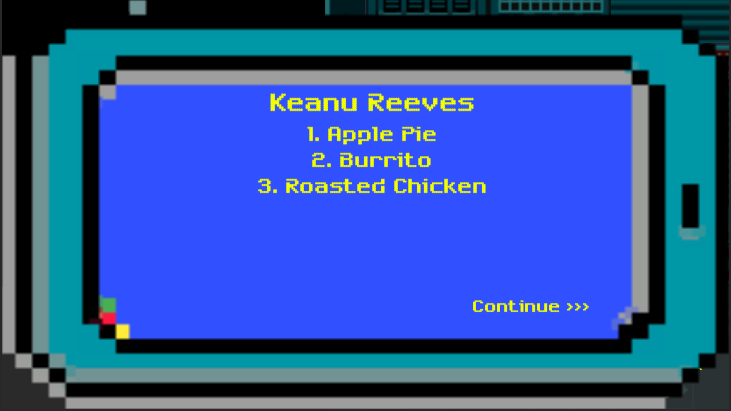 Keanu Reeves
1. Apple Pie
2. Burrito
3. Roasted Chicken
Continue >>>